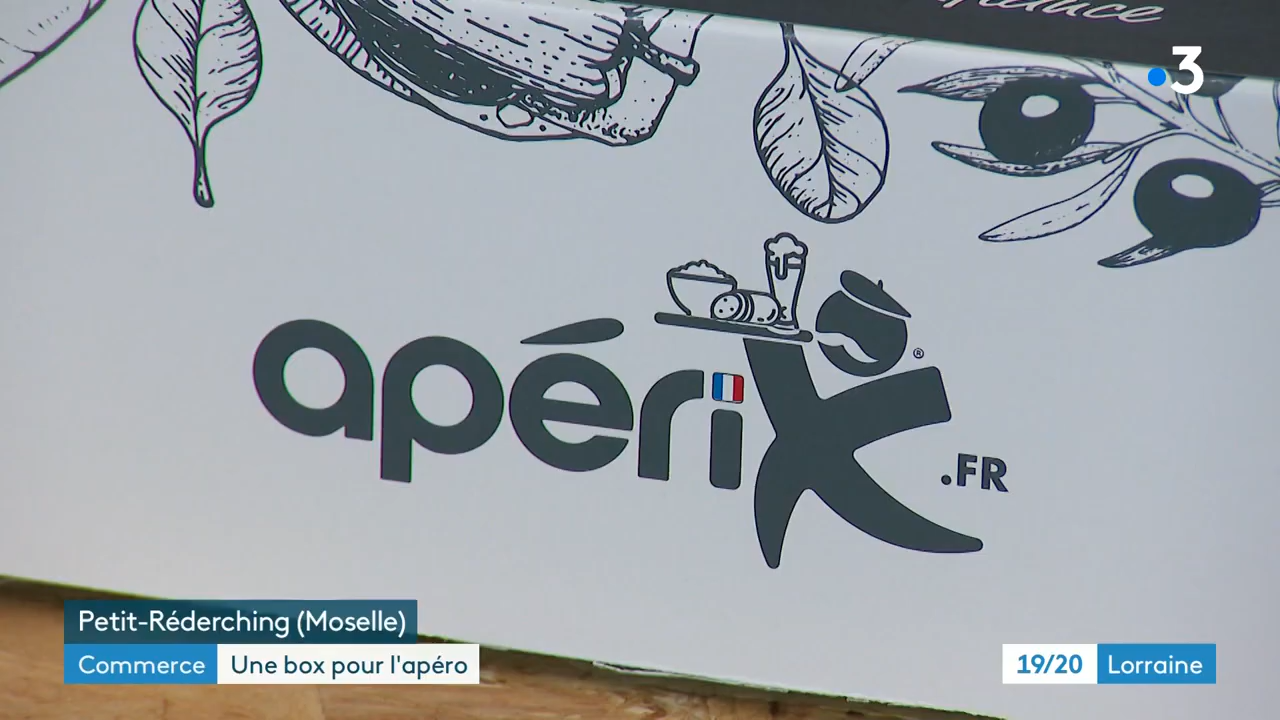 3
apériX
®
.FR
Petit-Réderching (Moselle)
Commerce
Une box pour l'apéro
19/20
Lorraine